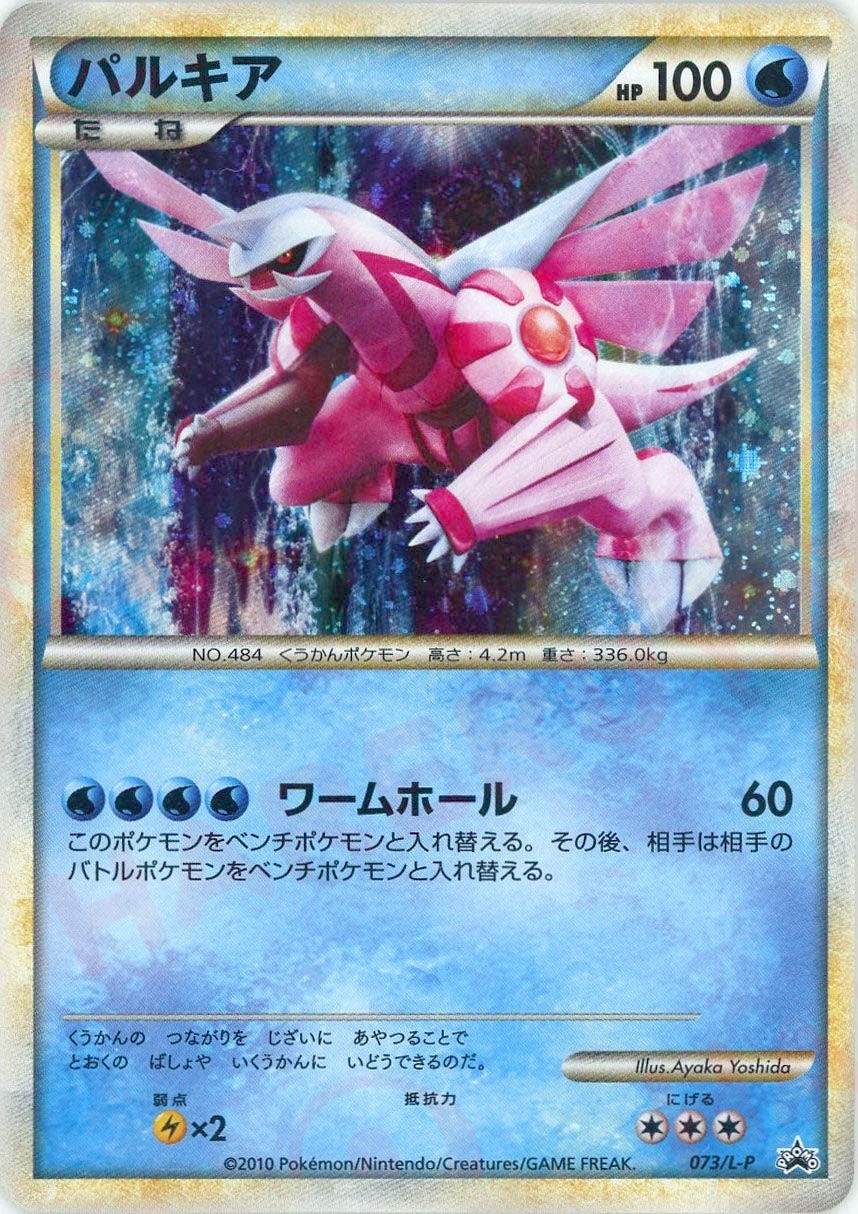 パルキア
HP 100
たね
NO.484 くうかんポケモン 高さ:4.2m 重さ:336.0kg
ワームホール 60
このポケモンをベンチポケモンと入れ替える。その後、相手は相手の
バトルポケモンをベンチポケモンと入れ替える。
くうかんの つながりを じざいに あやつることで
とおくの ばしょや いくうかんに いどうできるのだ。
Illus.Ayaka Yoshida
弱点 抵抗力 にげる
×2
©2010 Pokémon/Nintendo/Creatures/GAME FREAK. 073/L-P PROMO